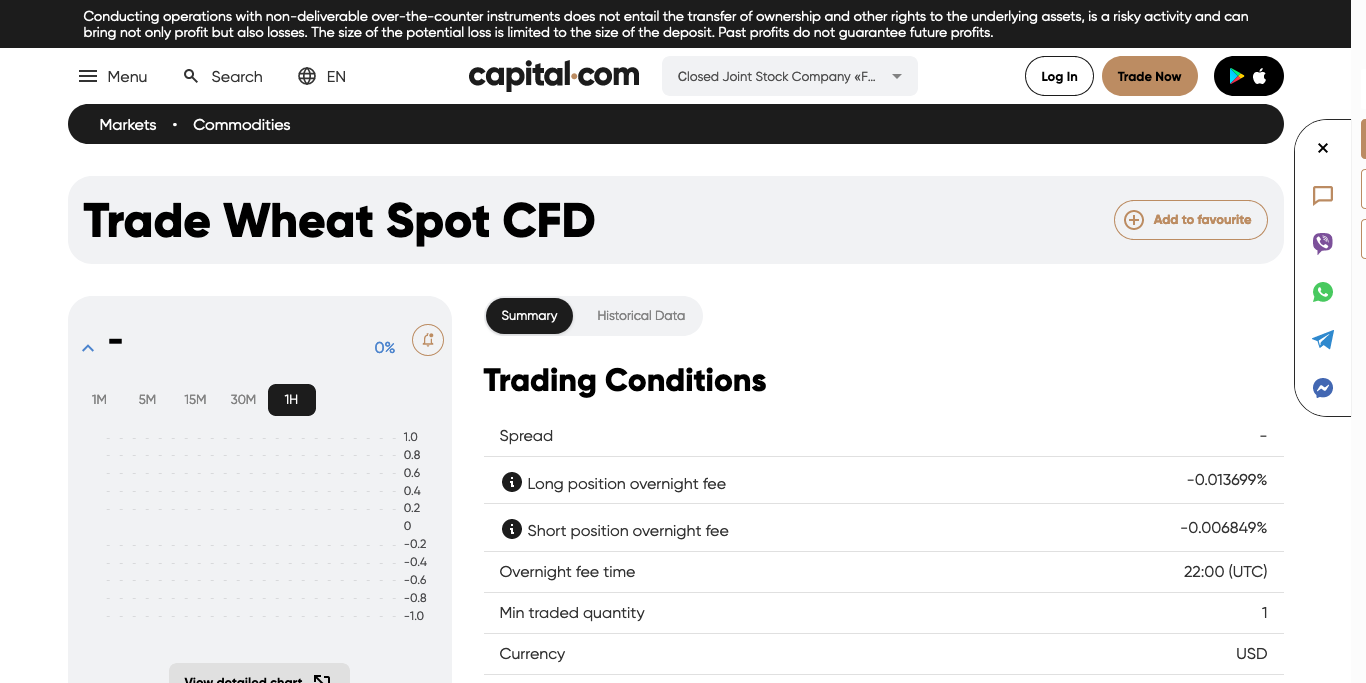 Conducting operations with non-deliverable over-the-counter instruments does not entail the transfer of ownership and other rights to the underlying assets, is a risky activity and can
bring not only profit but also losses. The size of the potential loss is limited to the size of the deposit. Past profits do not guarantee future profits.
Menu
Search
EN
capital.com
Closed Joint Stock Company «F...
Log In
Trade Now
Markets • Commodities
Trade Wheat Spot CFD
Add to favourite
-
0%
1M 5M 15M 30M 1H
1.0
0.8
0.6
0.4
0.2
0
-0.2
-0.4
-0.6
-0.8
-1.0
View detailed chart
Summary
Historical Data
Trading Conditions
Spread -
Long position overnight fee -0.013699%
Short position overnight fee -0.006849%
Overnight fee time 22:00 (UTC)
Min traded quantity 1
Currency USD